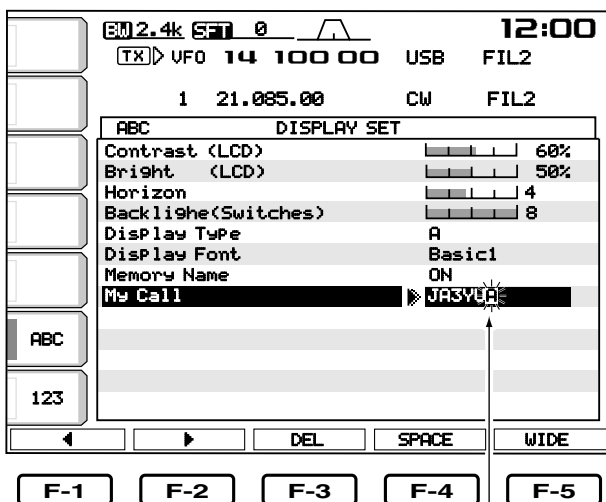 BW 2.4k SFT 0 12:00
TX VFO 14 100 00 USB FIL2
1 21.085.00 CW FIL2
ABC DISPLAY SET
Contrast (LCD) 60%
Bright (LCD) 50%
Horizon 4
Backlighe(Switches) 8
Display Type A
Display Font Basic1
Memory Name ON
My Call JA3YUA
ABC
123
DEL SPACE WIDE
F-1 F-2 F-3 F-4 F-5